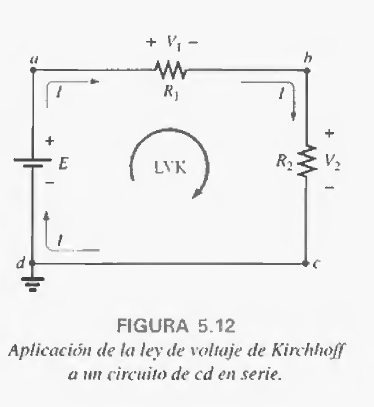 + V₁ −
a
b
I
R₁
I
+
E
−
LVK
R₂
+
V₂
−
I
d
c
FIGURA 5.12
Aplicación de la ley de voltaje de Kirchhoff
a un circuito de cd en serie.